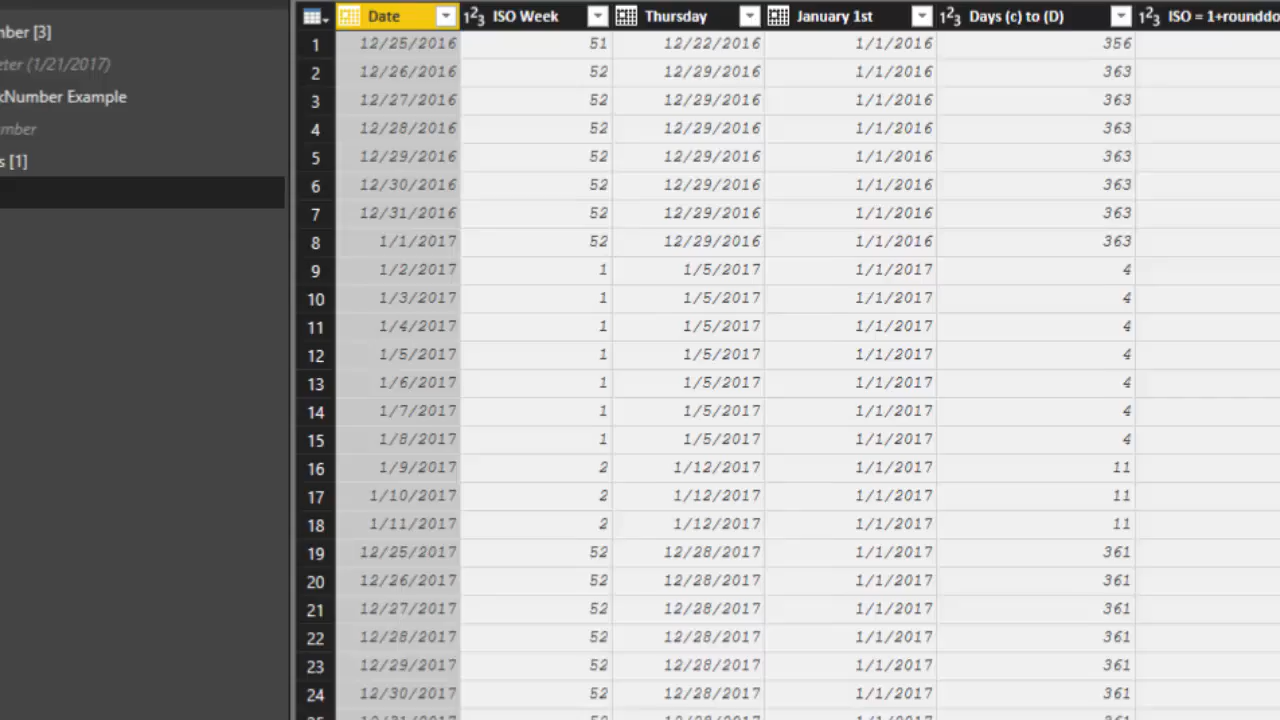 Date ISO Week Thursday January 1st Days (c) to (D) ISO = 1+rounddo
1 12/25/2016 51 12/22/2016 1/1/2016 356
2 12/26/2016 52 12/29/2016 1/1/2016 363
3 12/27/2016 52 12/29/2016 1/1/2016 363
4 12/28/2016 52 12/29/2016 1/1/2016 363
5 12/29/2016 52 12/29/2016 1/1/2016 363
6 12/30/2016 52 12/29/2016 1/1/2016 363
7 12/31/2016 52 12/29/2016 1/1/2016 363
8 1/1/2017 52 12/29/2016 1/1/2016 363
9 1/2/2017 1 1/5/2017 1/1/2017 4
10 1/3/2017 1 1/5/2017 1/1/2017 4
11 1/4/2017 1 1/5/2017 1/1/2017 4
12 1/5/2017 1 1/5/2017 1/1/2017 4
13 1/6/2017 1 1/5/2017 1/1/2017 4
14 1/7/2017 1 1/5/2017 1/1/2017 4
15 1/8/2017 1 1/5/2017 1/1/2017 4
16 1/9/2017 2 1/12/2017 1/1/2017 11
17 1/10/2017 2 1/12/2017 1/1/2017 11
18 1/11/2017 2 1/12/2017 1/1/2017 11
19 12/25/2017 52 12/28/2017 1/1/2017 361
20 12/26/2017 52 12/28/2017 1/1/2017 361
21 12/27/2017 52 12/28/2017 1/1/2017 361
22 12/28/2017 52 12/28/2017 1/1/2017 361
23 12/29/2017 52 12/28/2017 1/1/2017 361
24 12/30/2017 52 12/28/2017 1/1/2017 361
mber [3]
eter (1/21/2017)
kNumber Example
umber
s [1]